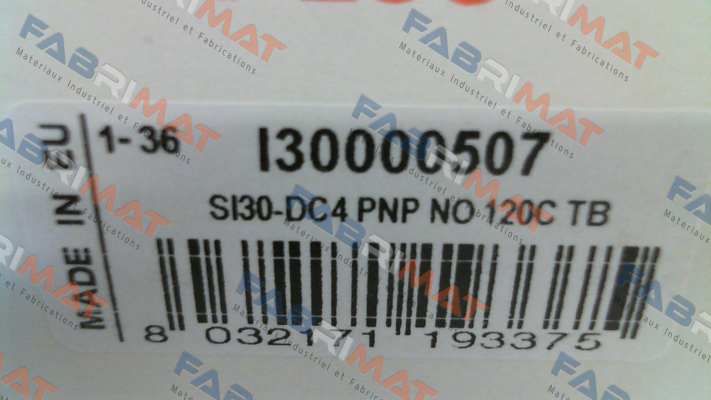 1-36
I30000507
SI30-DC4 PNP NO 120C TB
MADE IN EU
8 032171 193375
FABRIMAT
Materiaux Industriel et Fabrications